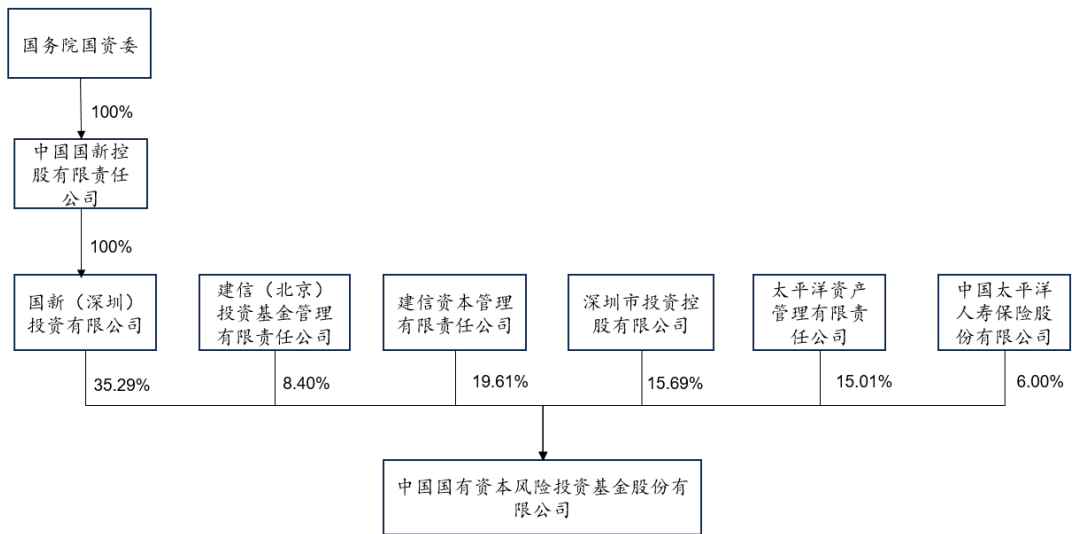 国务院国资委
100%
中国国新控
股有限责任
公司
100%
国新（深圳）
投资有限公司
建信（北京）
投资基金管理
有限责任公司
建信资本管理
有限责任公司
深圳市投资控
股有限公司
太平洋资产
管理有限责
任公司
中国太平洋
人寿保险股
份有限公司
35.29%
8.40%
19.61%
15.69%
15.01%
6.00%
中国国有资本风险投资基金股份有
限公司